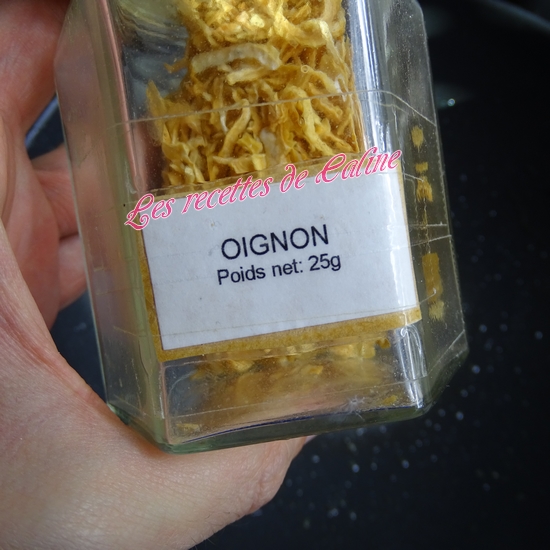 Les recettes de Caline
OIGNON
Poids net: 25g